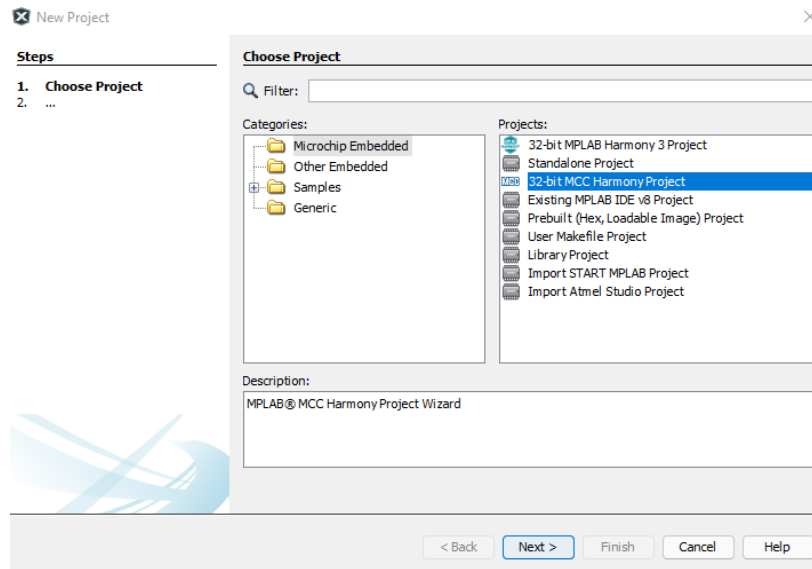 New Project
Steps
1. Choose Project
2. ...
Choose Project
Filter:
Categories:
Microchip Embedded
Other Embedded
Samples
Generic
Projects:
32-bit MPLAB Harmony 3 Project
Standalone Project
MCC 32-bit MCC Harmony Project
Existing MPLAB IDE v8 Project
Prebuilt (Hex, Loadable Image) Project
User Makefile Project
Library Project
Import START MPLAB Project
Import Atmel Studio Project
Description:
MPLAB® MCC Harmony Project Wizard
< Back Next > Finish Cancel Help